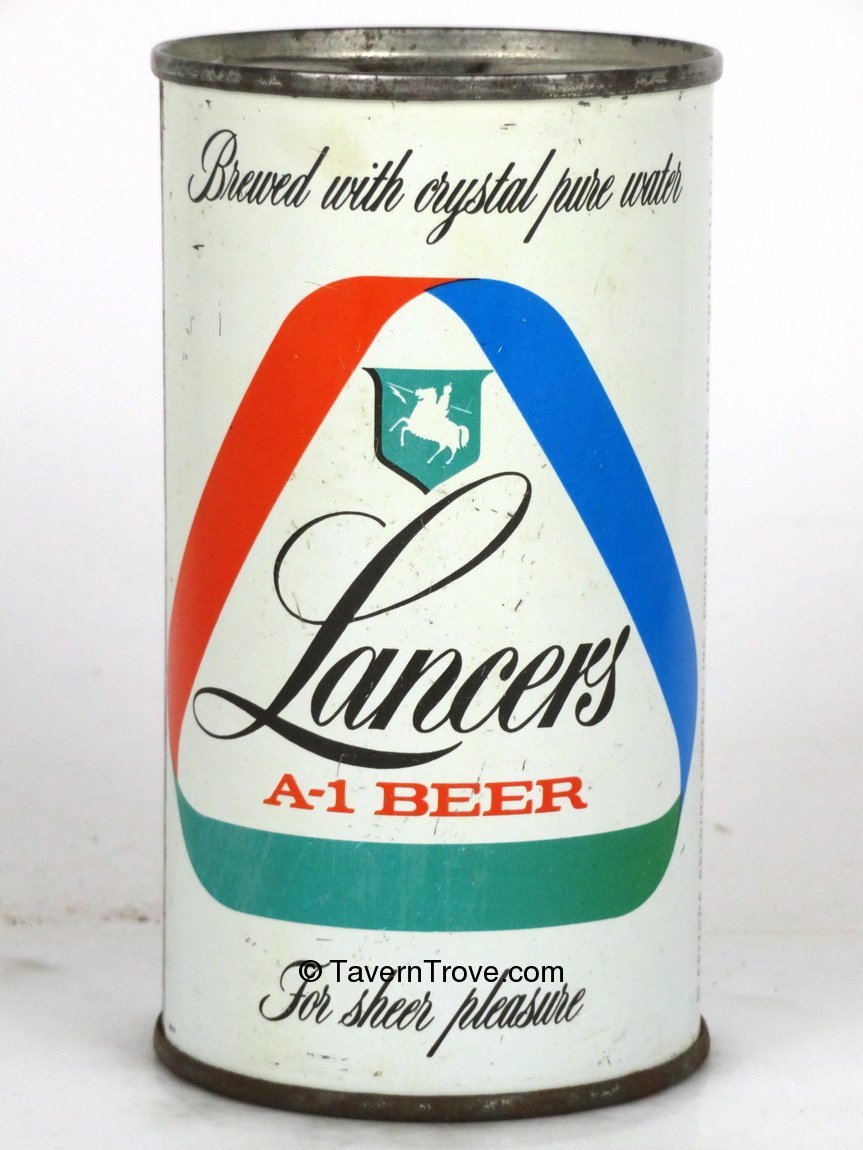 Brewed with crystal pure water
Lancers
A-1 BEER
© TavernTrove.com
For sheer pleasure